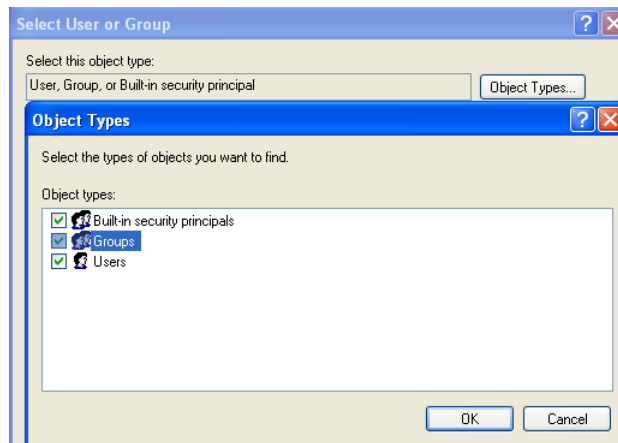 Select User or Group
Select this object type:
User, Group, or Built-in security principal
Object Types...
Object Types
Select the types of objects you want to find.
Object types:
Built-in security principals
Groups
Users
OK
Cancel